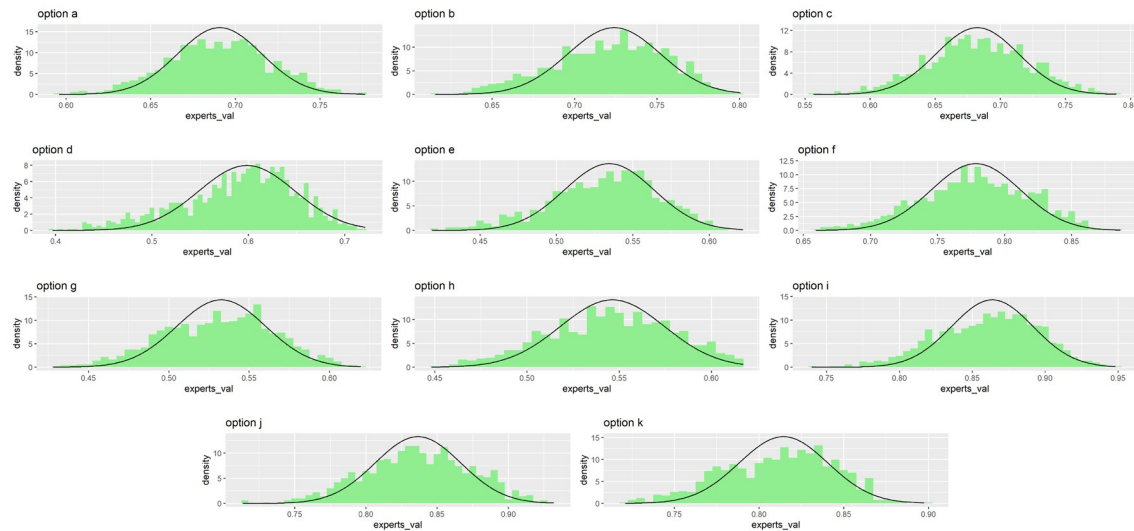 option a
option b
option c
15
10
5
0
density
0.60
0.65
0.70
0.75
experts_val
10
5
0
density
0.65
0.70
0.75
0.80
experts_val
12
8
4
0
density
0.55
0.60
0.65
0.70
0.75
0.8
experts_val
option d
option e
option f
8
6
4
2
0
density
0.4
0.5
0.6
0.7
experts_val
10
5
0
density
0.45
0.50
0.55
0.60
experts_val
12.5
10.0
7.5
5.0
2.5
0.0
density
0.65
0.70
0.75
0.80
0.85
experts_val
option g
option h
option i
15
10
5
0
density
0.45
0.50
0.55
0.60
experts_val
15
10
5
0
density
0.45
0.50
0.55
0.60
experts_val
15
10
5
0
density
0.75
0.80
0.85
0.90
0.95
experts_val
option j
option k
10
5
0
density
0.75
0.80
0.85
0.90
experts_val
15
10
5
0
density
0.75
0.80
0.85
0.90
experts_val